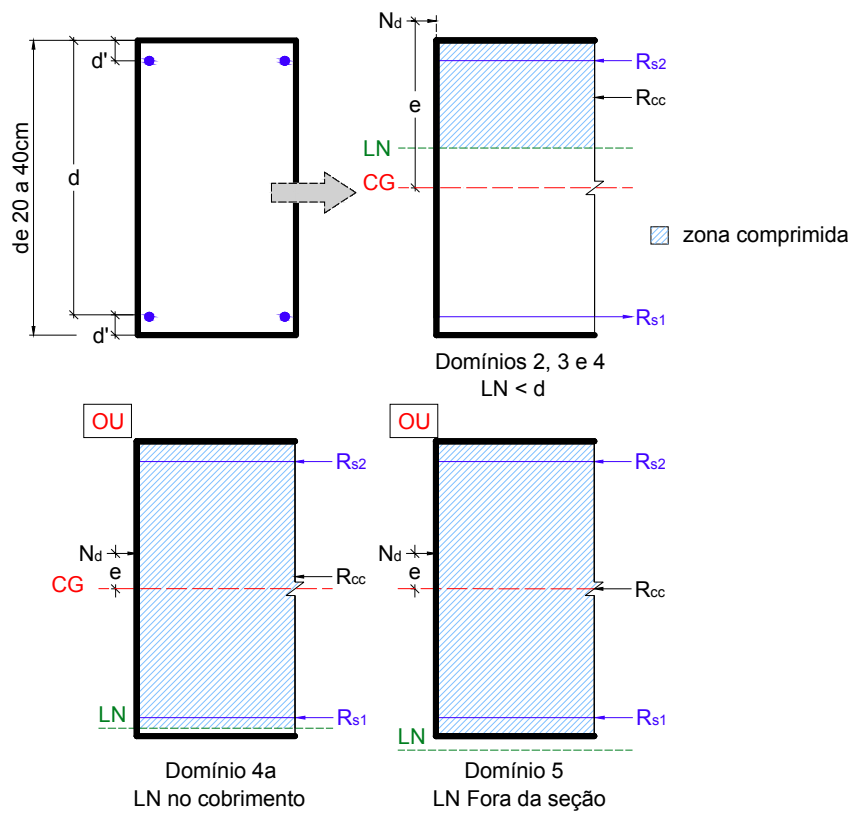 Nd
d'
Rs2
Rcc
e
de 20 a 40cm
d
LN
CG
zona comprimida
d'
Rs1
Domínios 2, 3 e 4
LN < d
OU
OU
Rs2
Rs2
Nd
Nd
e
e
Rcc
Rcc
CG
LN
Rs1
Rs1
LN
Domínio 4a
Domínio 5
LN no cobrimento
LN Fora da seção